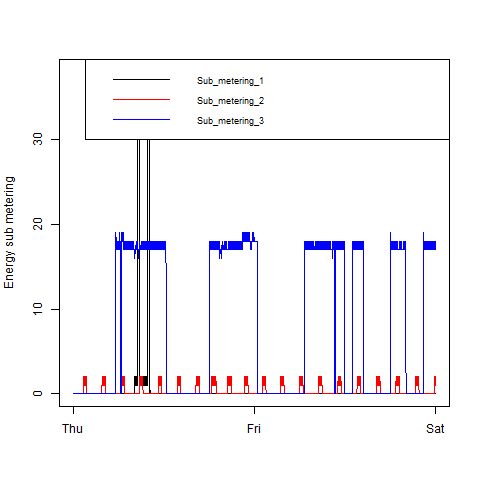 Sub_metering_1
Sub_metering_2
Sub_metering_3
Energy sub metering
30
20
10
0
Thu Fri Sat